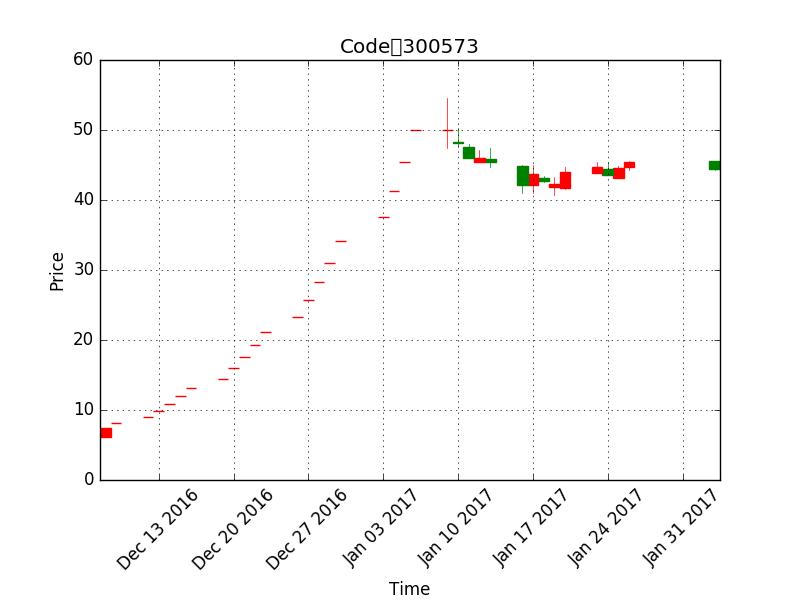 Code▯300573
60
50
40
30
20
10
0
Price
Dec 13 2016
Dec 20 2016
Dec 27 2016
Jan 03 2017
Jan 10 2017
Jan 17 2017
Jan 24 2017
Jan 31 2017
Time